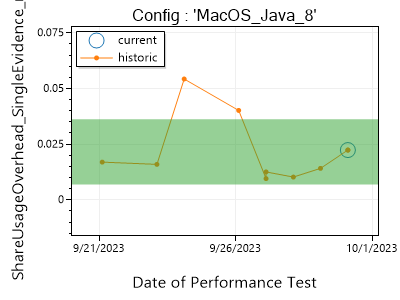 Config : 'MacOS_Java_8'
ShareUsageOverhead_SingleEvidence_
0.075
0.05
0.025
0
current
historic
9/21/2023
9/26/2023
10/1/2023
Date of Performance Test